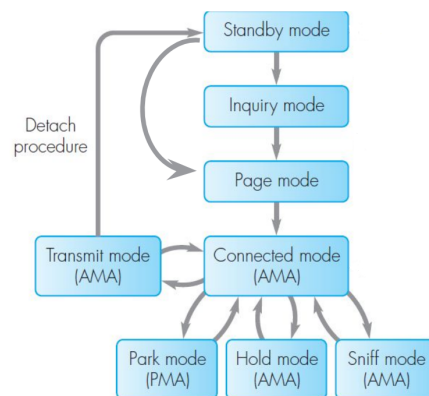 Standby mode
Inquiry mode
Detach
procedure
Page mode
Transmit mode
(AMA)
Connected mode
(AMA)
Park mode
(PMA)
Hold mode
(AMA)
Sniff mode
(AMA)